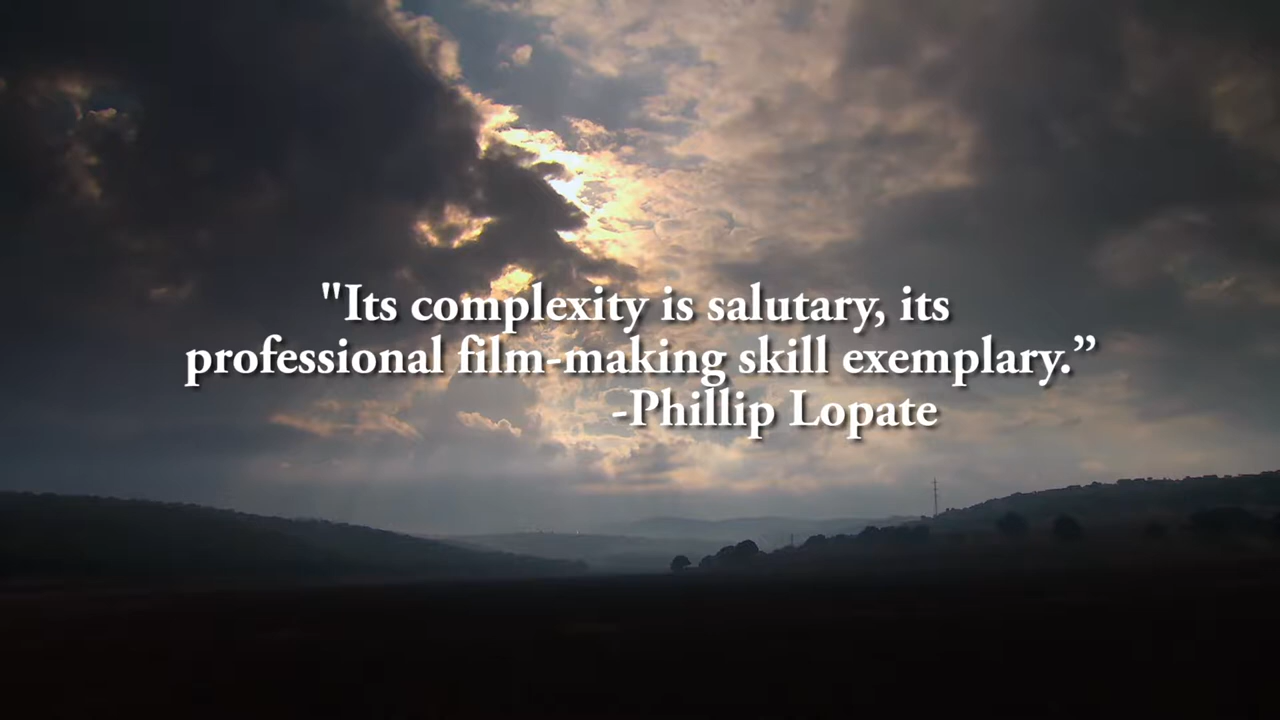 "Its complexity is salutary, its
professional film-making skill exemplary.”
-Phillip Lopate